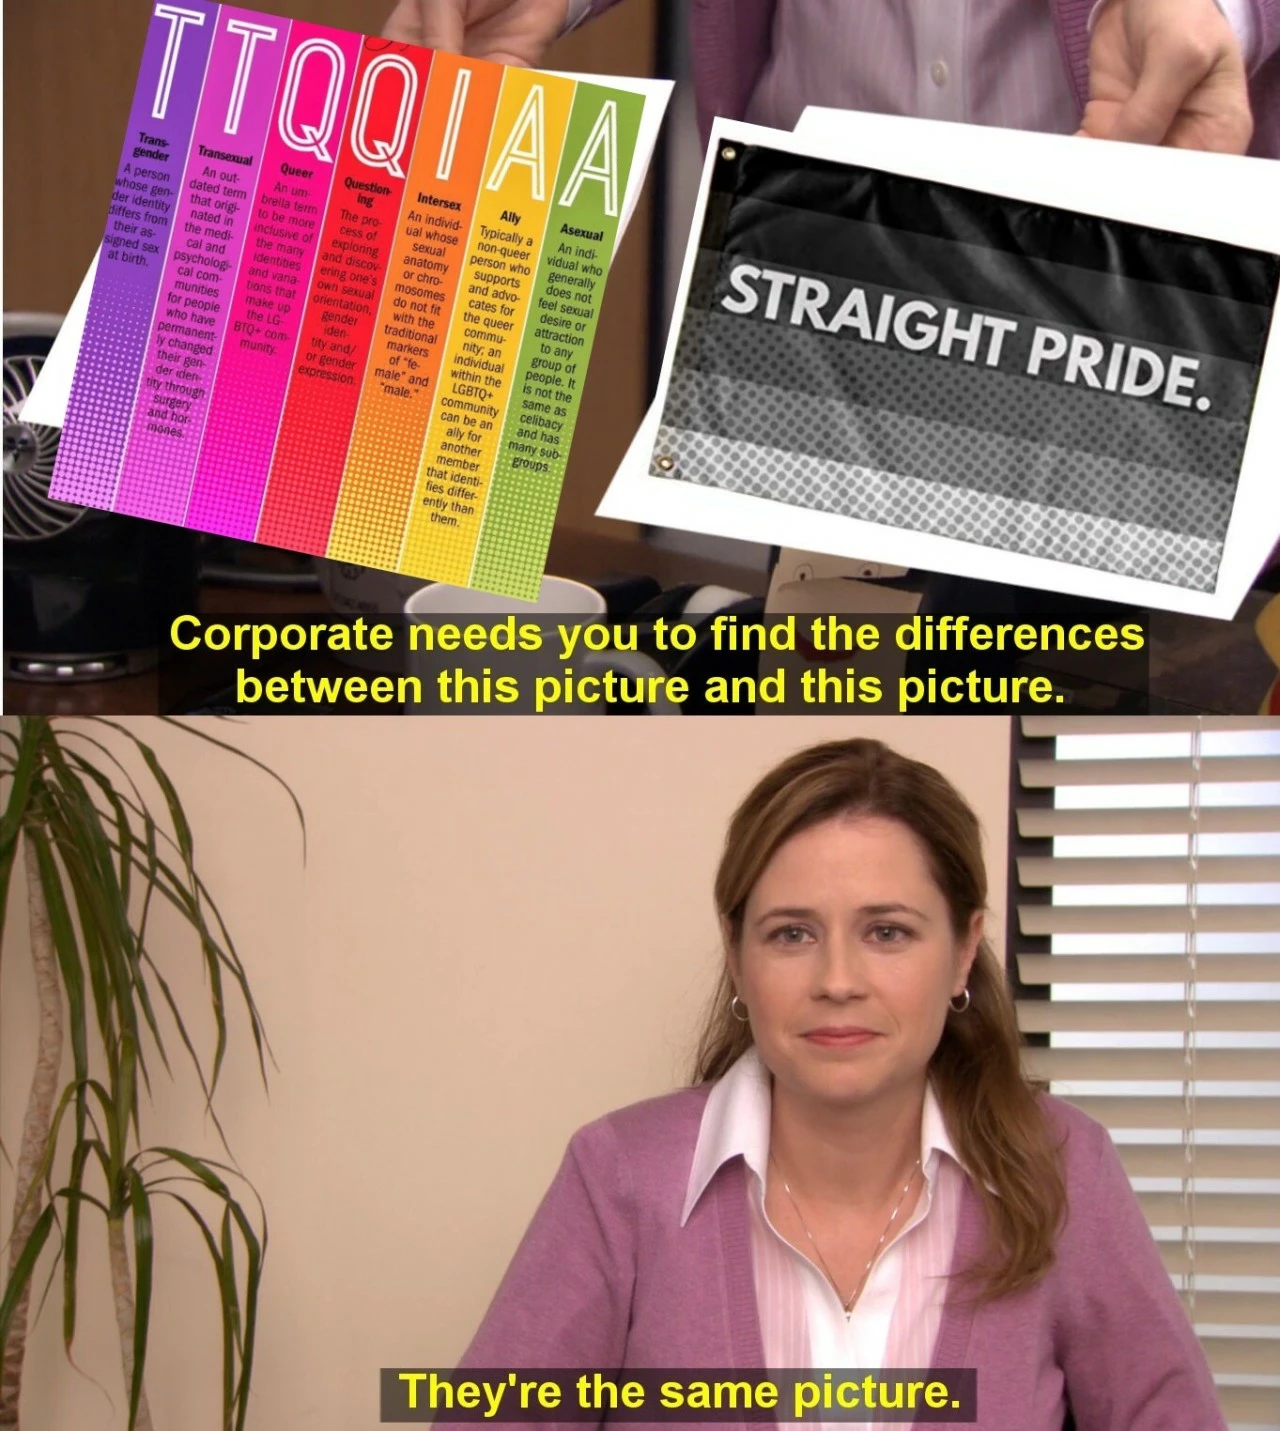 T T Q Q I A A
Trans-
gender
A person
whose gen-
der identity
differs from
their as-
signed sex
at birth.
Transexual
An out-
dated term
that origi-
nated in
the medi-
cal and
psychologi-
cal com-
munities
for people
who have
permanent-
ly changed
their gen-
der iden-
tity through
surgery
and hor-
mones.
Queer
An um-
brella term
to be more
inclusive of
the many
identities
and varia-
tions that
make up
the LG-
BTQ+ com-
munity.
Question-
ing
The pro-
cess of
exploring
and discov-
ering one's
own sexual
orientation,
gender
iden-
tity and/
or gender
expression.
Intersex
An individ-
ual whose
sexual
anatomy
or chro-
mosomes
do not fit
with the
traditional
markers
of "fe-
male" and
"male."
Ally
Typically a
non-queer
person who
supports
and advo-
cates for
the queer
commu-
nity; an
individual
within the
LGBTQ+
community
can be an
ally for
another
member
that identi-
fies differ-
ently than
them.
Asexual
An indi-
vidual who
generally
does not
feel sexual
desire or
attraction
to any
group of
people. It
is not the
same as
celibacy
and has
many sub-
groups.
STRAIGHT PRIDE.
Corporate needs you to find the differences
between this picture and this picture.
They're the same picture.